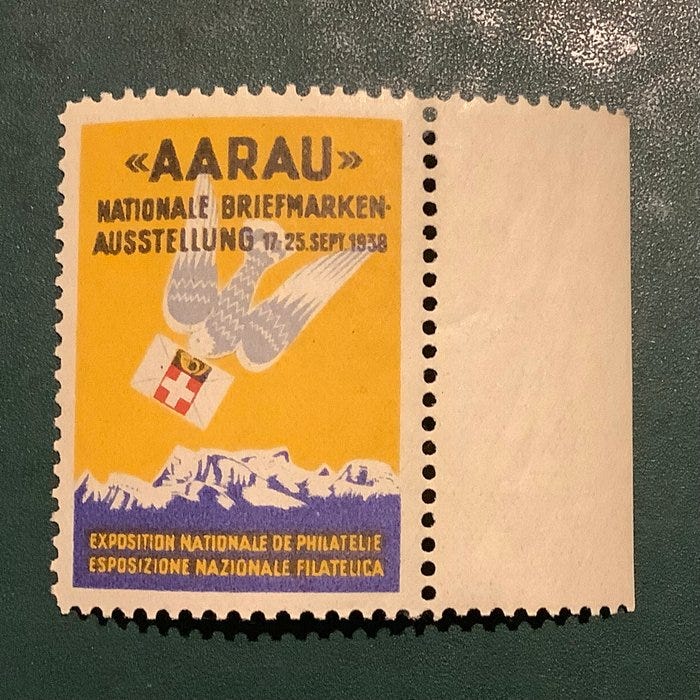 «AARAU»
NATIONALE BRIEFMARKEN-
AUSSTELLUNG 17-25.SEPT.1938
EXPOSITION NATIONALE DE PHILATELIE
ESPOSIZIONE NAZIONALE FILATELICA